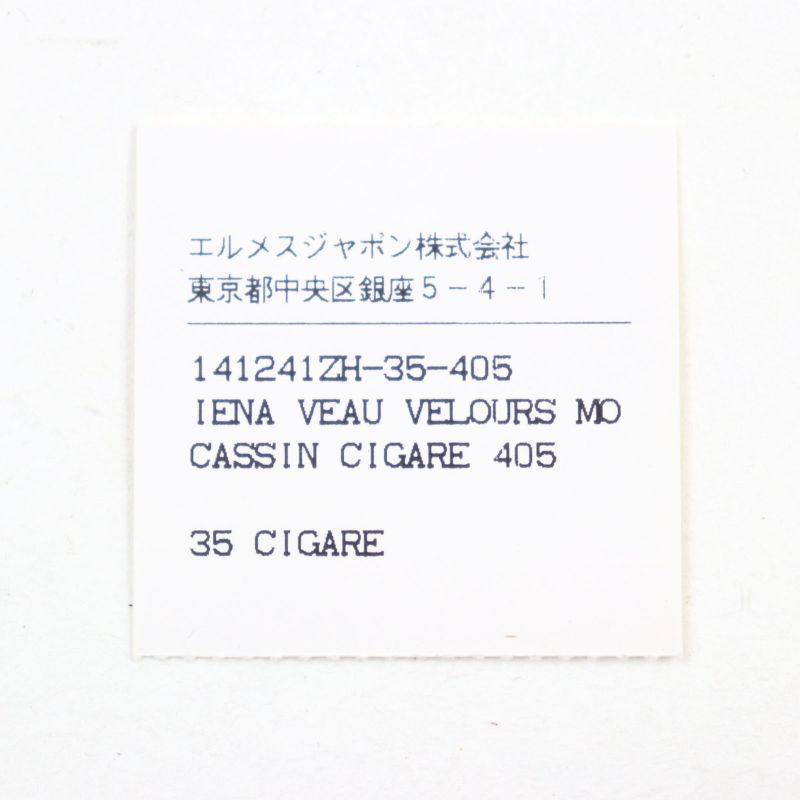 エルメスジャポン株式会社
東京都中央区銀座5-4-1
141241ZH-35-405
IENA VEAU VELOURS MO
CASSIN CIGARE 405
35 CIGARE